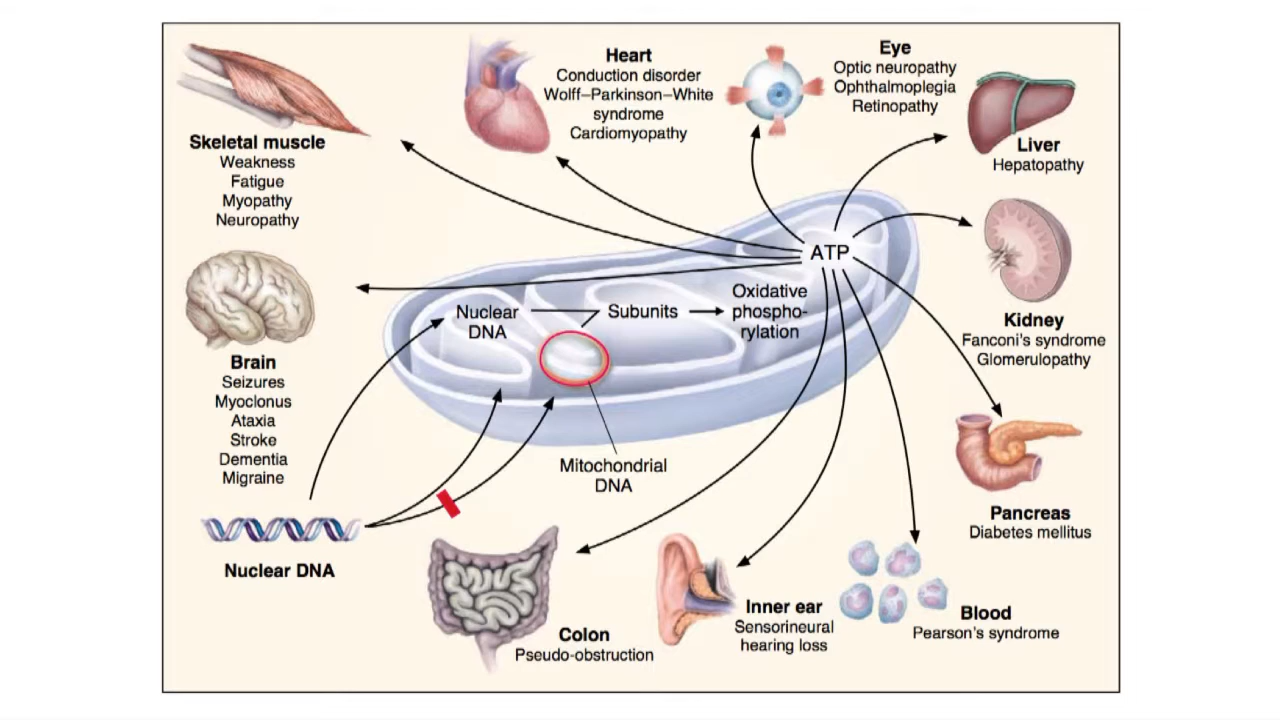 Skeletal muscle
Weakness
Fatigue
Myopathy
Neuropathy
Heart
Conduction disorder
Wolff–Parkinson–White
syndrome
Cardiomyopathy
Eye
Optic neuropathy
Ophthalmoplegia
Retinopathy
Liver
Hepatopathy
Brain
Seizures
Myoclonus
Ataxia
Stroke
Dementia
Migraine
Nuclear
DNA
Subunits
Oxidative
phospho-
rylation
ATP
Kidney
Fanconi's syndrome
Glomerulopathy
Mitochondrial
DNA
Nuclear DNA
Colon
Pseudo-obstruction
Inner ear
Sensorineural
hearing loss
Blood
Pearson's syndrome
Pancreas
Diabetes mellitus